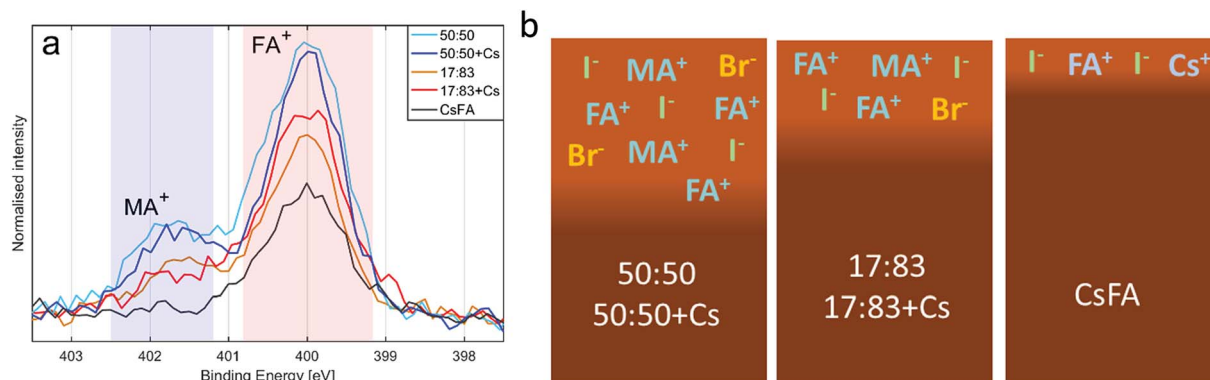 a
MA⁺
FA⁺
50:50
50:50+Cs
17:83
17:83+Cs
CsFA
Normalised intensity
403 402 401 400 399 398
Binding Energy [eV]
b
I⁻ MA⁺ Br⁻
FA⁺ I⁻ FA⁺
Br⁻ MA⁺ I⁻
FA⁺
50:50
50:50+Cs
FA⁺ MA⁺ I⁻
I⁻ FA⁺ Br⁻
17:83
17:83+Cs
I⁻ FA⁺ I⁻ Cs⁺
CsFA